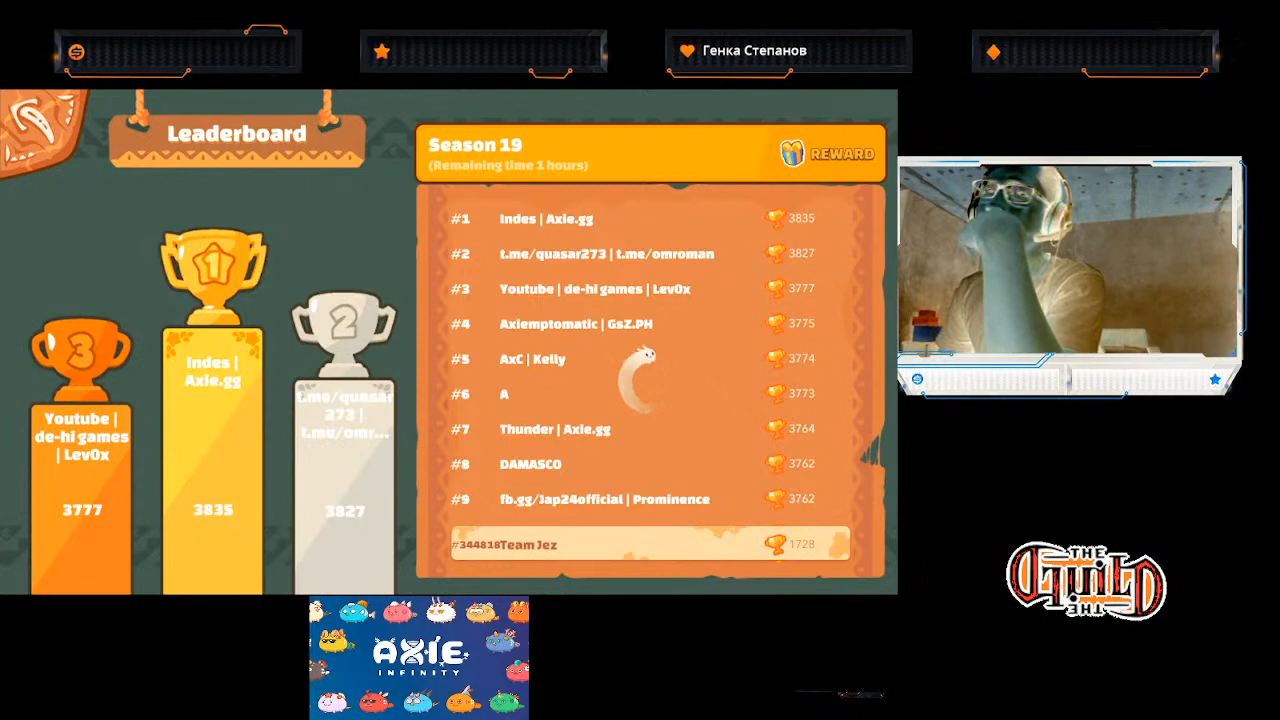 Генка Степанов
Leaderboard
Season 19
(Remaining time 1 hours)
REWARD
#1 Indes | Axie.gg 3835
#2 t.me/quasar273 | t.me/omroman 3827
#3 Youtube | de-hi games | Lev0x 3777
#4 Axiemptomatic | GsZ.PH 3775
#5 AxC | Kelly 3774
#6 A 3773
#7 Thunder | Axie.gg 3764
#8 DAMASCO 3762
#9 fb.gg/Jap24official | Prominence 3762
#344818 Team Jez 1728
3
Youtube |
de-hi games
| Lev0x
3777
1
Indes |
Axie.gg
3835
2
t.me/quasar
273 |
t.me/omr...
3827
AXIE
INFINITY
THE
GUILD
THE